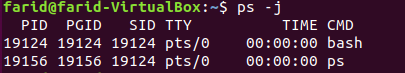 farid@farid-VirtualBox:~$ ps -j
PID PGID SID TTY TIME CMD
19124 19124 19124 pts/0 00:00:00 bash
19156 19156 19124 pts/0 00:00:00 ps